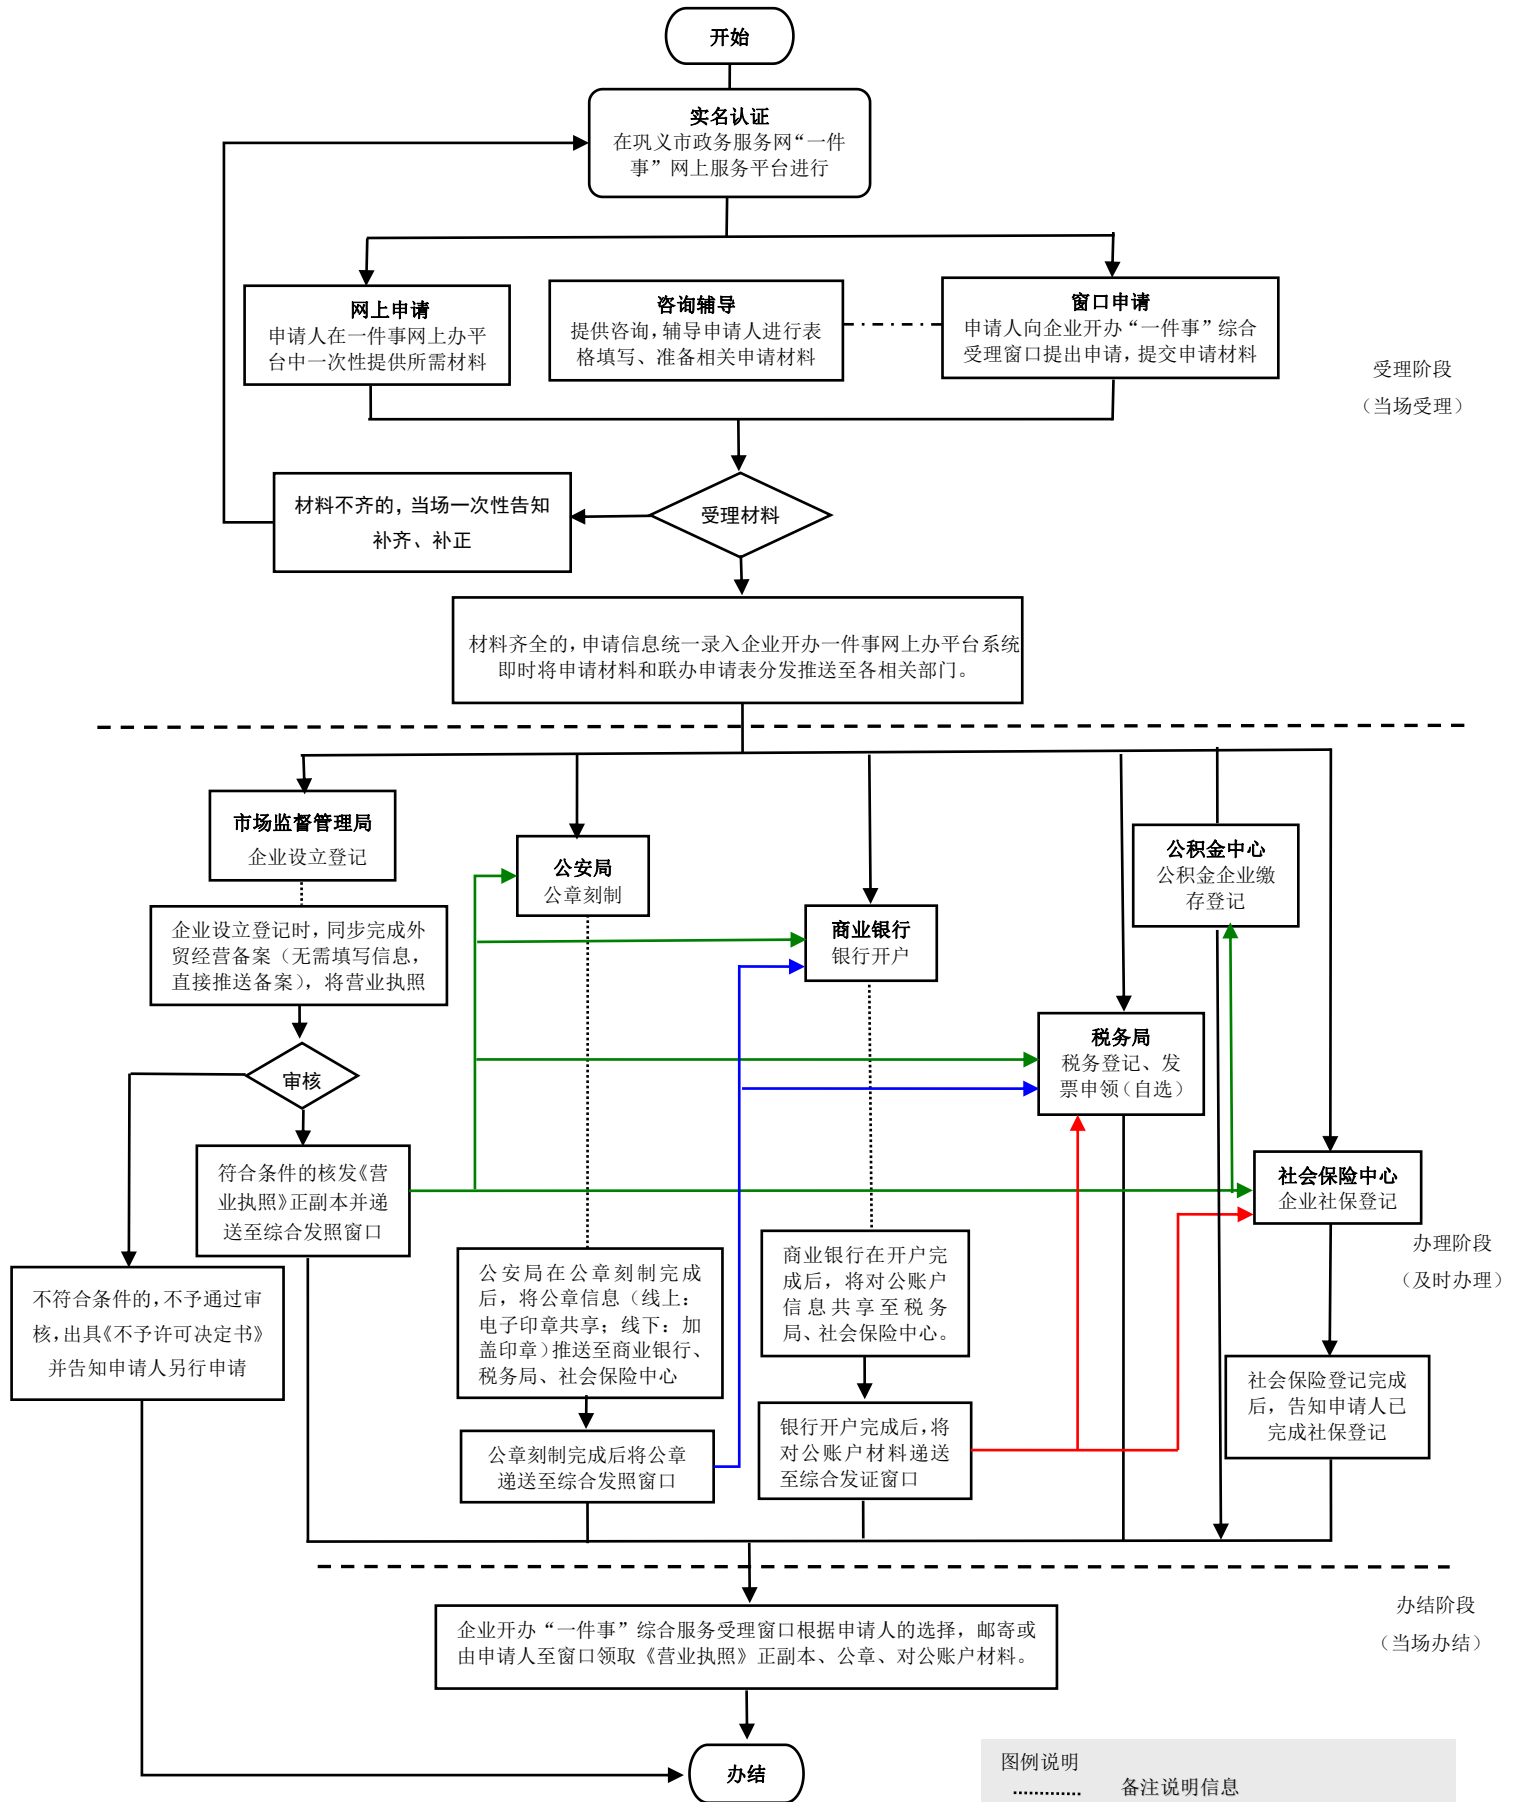 开始
实名认证
在巩义市政务服务网“一件
事”网上服务平台进行
网上申请
申请人在一件事网上办平
台中一次性提供所需材料
咨询辅导
提供咨询，辅导申请人进行表
格填写、准备相关申请材料
窗口申请
申请人向企业开办“一件事”综合
受理窗口提出申请，提交申请材料
受理阶段
（当场受理）
材料不齐的，当场一次性告知
补齐、补正
受理材料
材料齐全的，申请信息统一录入企业开办一件事网上办平台系统
即时将申请材料和联办申请表分发推送至各相关部门。
市场监督管理局
企业设立登记
公安局
公章刻制
商业银行
银行开户
税务局
税务登记、发
票申领（自选）
公积金中心
公积金企业缴
存登记
社会保险中心
企业社保登记
企业设立登记时，同步完成外
贸经营备案（无需填写信息，
直接推送备案），将营业执照
审核
符合条件的核发《营
业执照》正副本并递
送至综合发照窗口
不符合条件的，不予通过审
核，出具《不予许可决定书》
并告知申请人另行申请
公安局在公章刻制完成
后，将公章信息（线上：
电子印章共享；线下：加
盖印章）推送至商业银行、
税务局、社会保险中心
公章刻制完成后将公章
递送至综合发照窗口
商业银行在开户完
成后，将对公账户
信息共享至税务
局、社会保险中心。
银行开户完成后，将
对公账户材料递送
至综合发证窗口
社会保险登记完成
后，告知申请人已
完成社保登记
办理阶段
（及时办理）
企业开办“一件事”综合服务受理窗口根据申请人的选择，邮寄或
由申请人至窗口领取《营业执照》正副本、公章、对公账户材料。
办结阶段
（当场办结）
办结
图例说明
备注说明信息